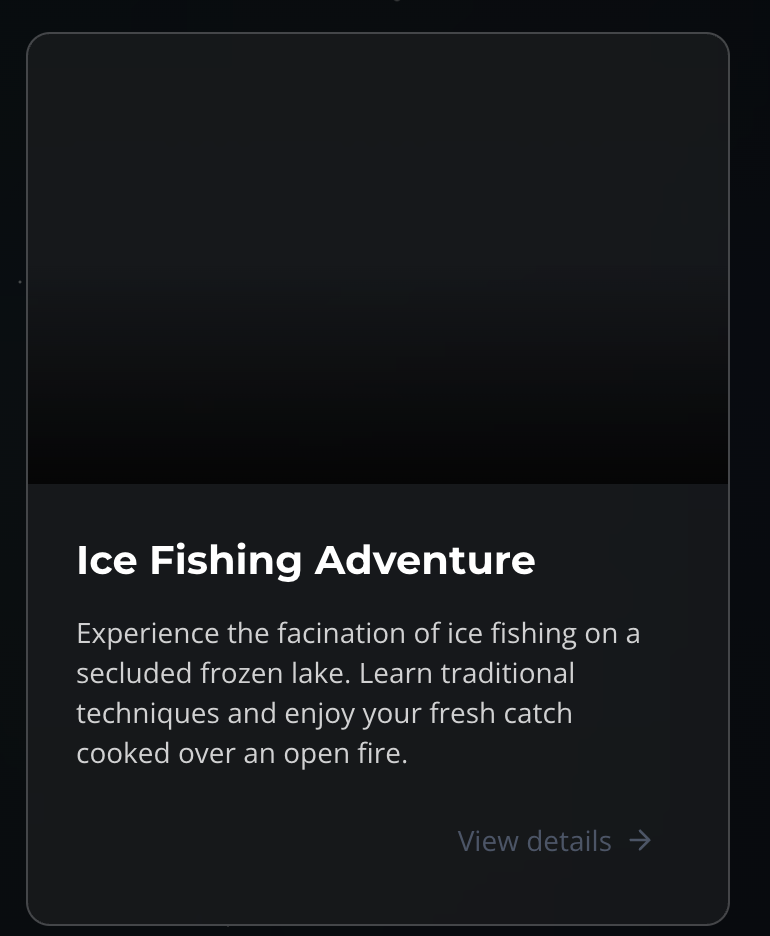 Ice Fishing Adventure
Experience the facination of ice fishing on a
secluded frozen lake. Learn traditional
techniques and enjoy your fresh catch
cooked over an open fire.
View details →